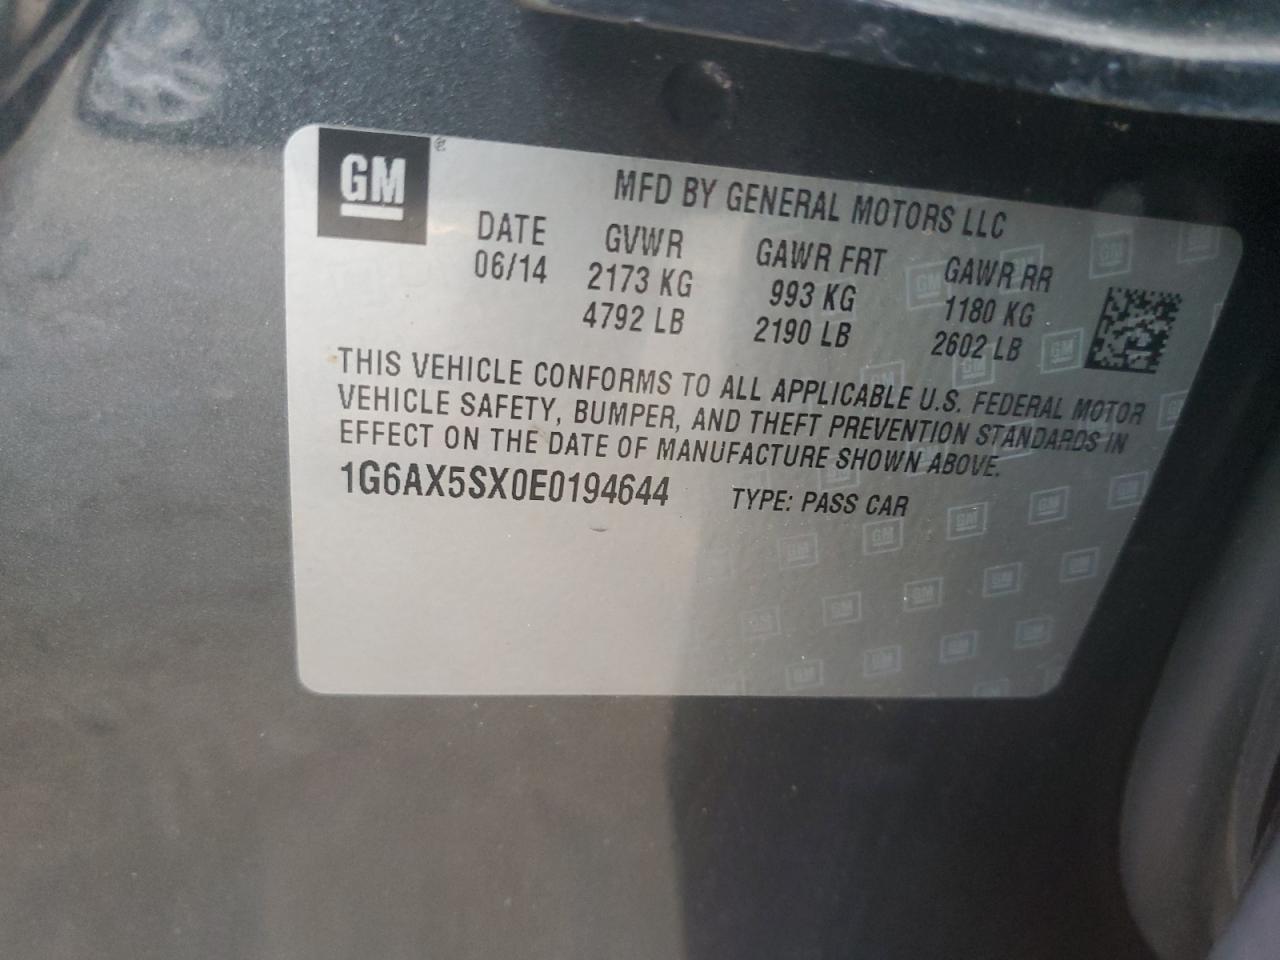 GM
MFD BY GENERAL MOTORS LLC
DATE GVWR GAWR FRT GAWR RR
06/14 2173 KG 993 KG 1180 KG
4792 LB 2190 LB 2602 LB
THIS VEHICLE CONFORMS TO ALL APPLICABLE U.S. FEDERAL MOTOR
VEHICLE SAFETY, BUMPER, AND THEFT PREVENTION STANDARDS IN
EFFECT ON THE DATE OF MANUFACTURE SHOWN ABOVE.
1G6AX5SX0E0194644 TYPE: PASS CAR